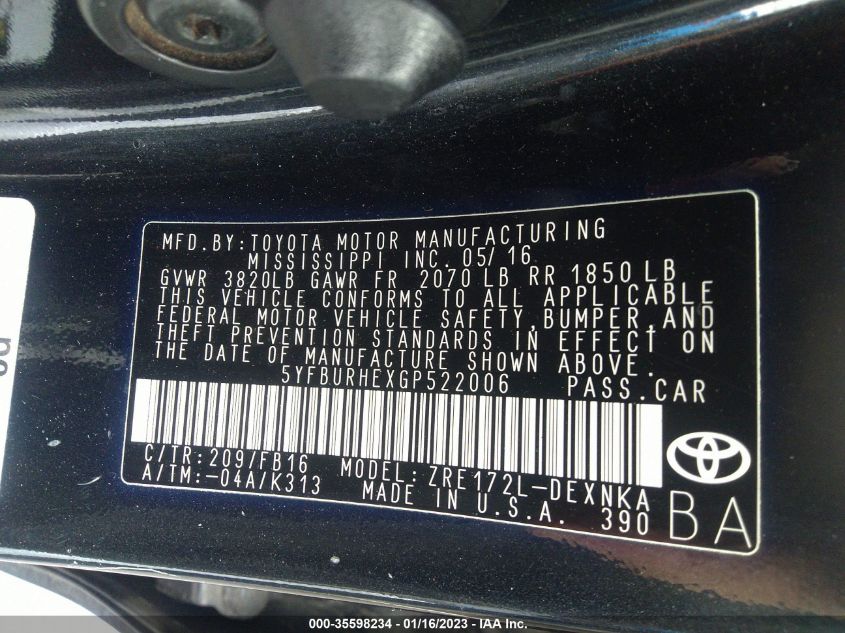 MFD.BY:TOYOTA MOTOR MANUFACTURING
MISSISSIPPI INC. 05/16
GVWR 3820LB GAWR FR 2070 LB RR 1850 LB
THIS VEHICLE CONFORMS TO ALL APPLICABLE
FEDERAL MOTOR VEHICLE SAFETY,BUMPER,AND
THEFT PREVENTION STANDARDS IN EFFECT ON
THE DATE OF MANUFACTURE SHOWN ABOVE.
5YFBURHEXGP522006 PASS.CAR
C/TR:209/FB16 MODEL:ZRE172L-DEXNKA
A/TM:-04A/K313 MADE IN U.S.A. 390
BA
000-35598234 - 01/16/2023 - IAA Inc.